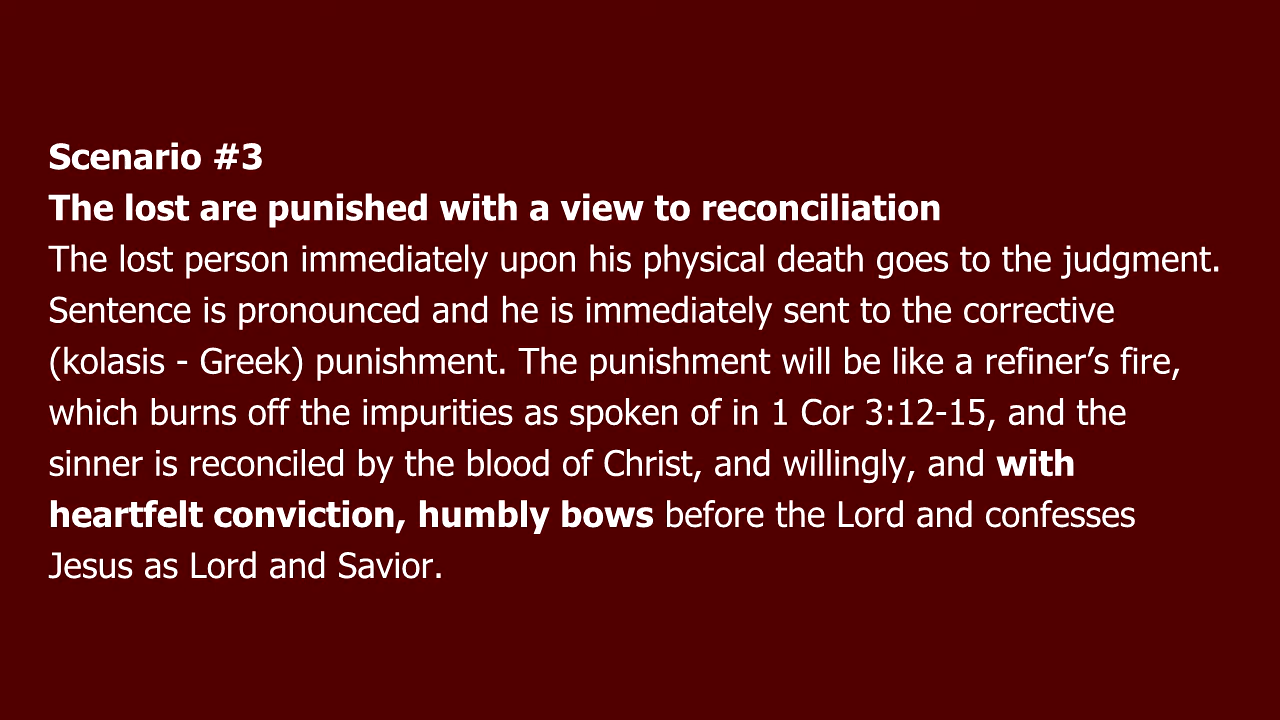 Scenario #3
The lost are punished with a view to reconciliation
The lost person immediately upon his physical death goes to the judgment.
Sentence is pronounced and he is immediately sent to the corrective
(kolasis - Greek) punishment. The punishment will be like a refiner’s fire,
which burns off the impurities as spoken of in 1 Cor 3:12-15, and the
sinner is reconciled by the blood of Christ, and willingly, and with
heartfelt conviction, humbly bows before the Lord and confesses
Jesus as Lord and Savior.